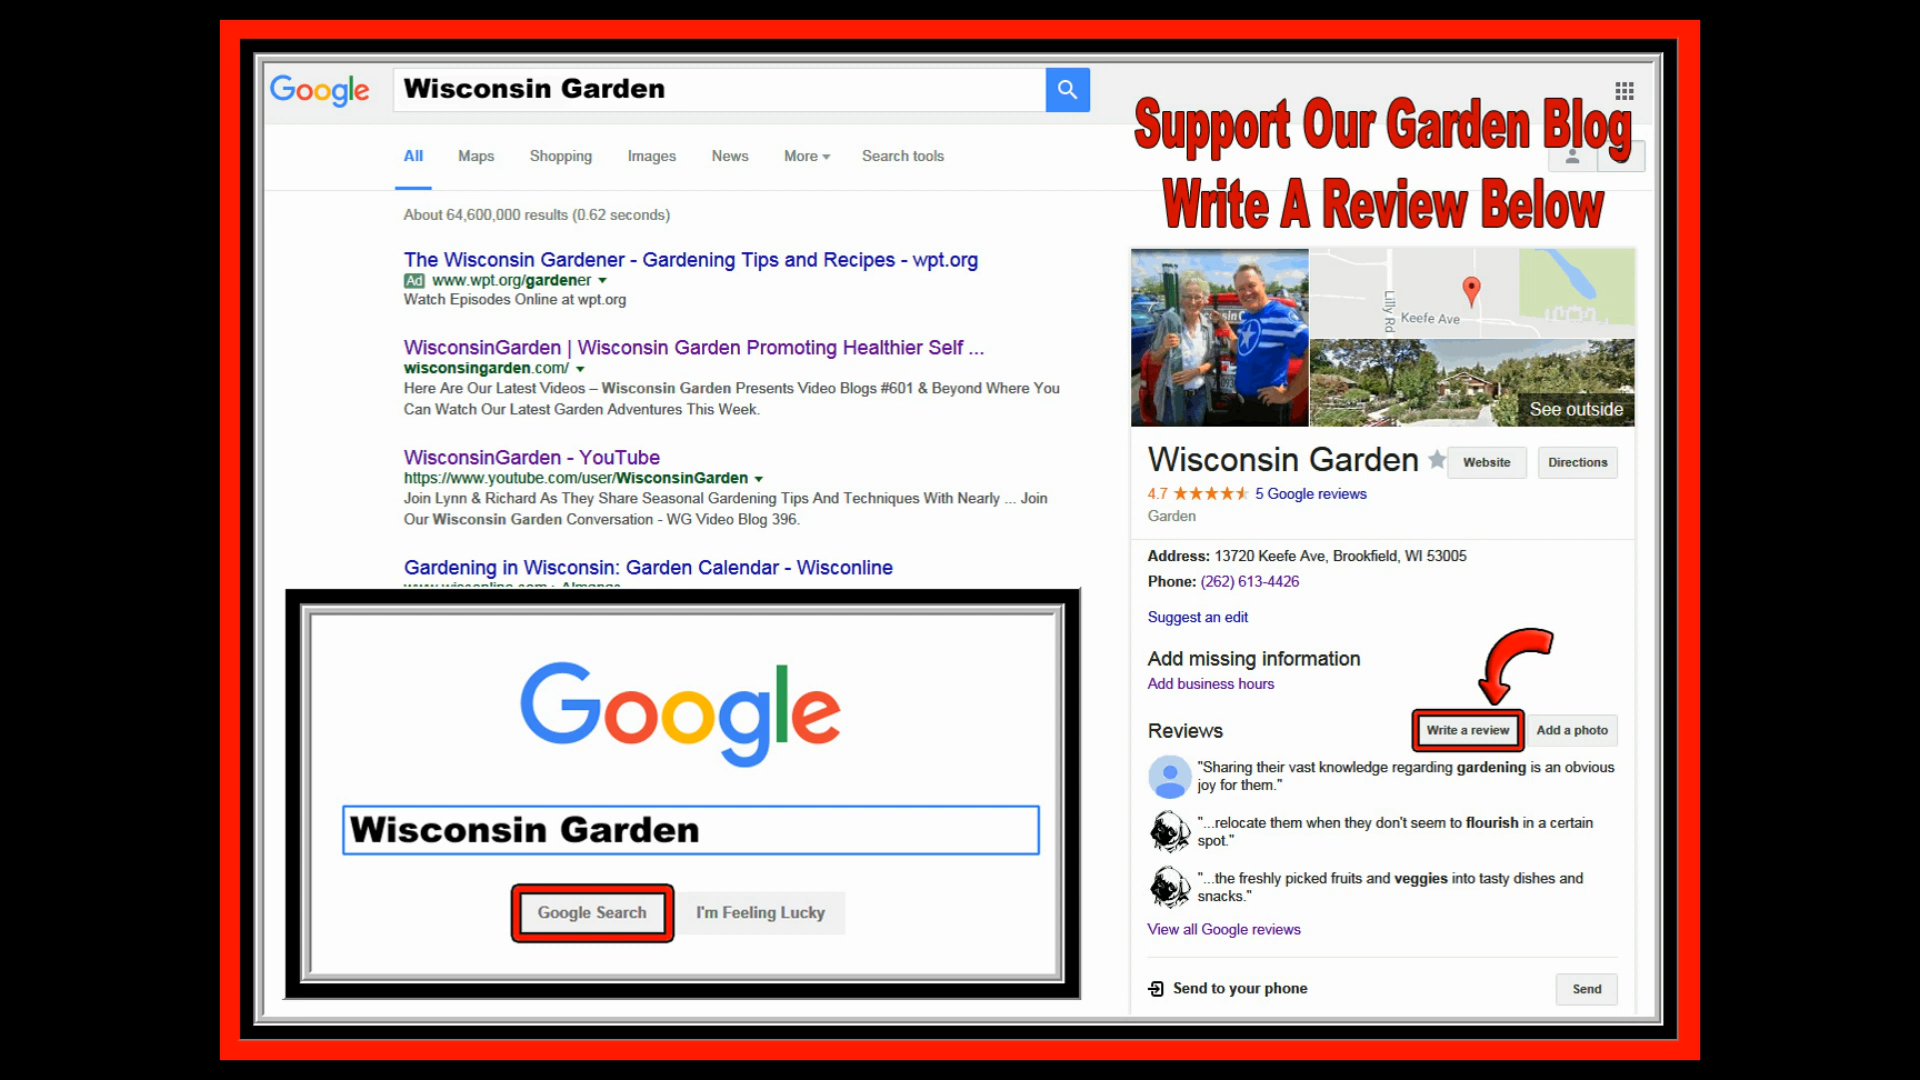 Google
Wisconsin Garden
Support Our Garden Blog
Write A Review Below
All Maps Shopping Images News More Search tools
About 64,600,000 results (0.62 seconds)
The Wisconsin Gardener - Gardening Tips and Recipes - wpt.org
Ad www.wpt.org/gardener
Watch Episodes Online at wpt.org
WisconsinGarden | Wisconsin Garden Promoting Healthier Self ...
wisconsingarden.com/
Here Are Our Latest Videos – Wisconsin Garden Presents Video Blogs #601 & Beyond Where You
Can Watch Our Latest Garden Adventures This Week.
WisconsinGarden - YouTube
https://www.youtube.com/user/WisconsinGarden
Join Lynn & Richard As They Share Seasonal Gardening Tips And Techniques With Nearly ... Join
Our Wisconsin Garden Conversation - WG Video Blog 396.
Gardening in Wisconsin: Garden Calendar - Wisconline
Google
Wisconsin Garden
Google Search
I'm Feeling Lucky
Lilly Rd
Keefe Ave
See outside
Wisconsin Garden
Website
Directions
4.7 5 Google reviews
Garden
Address: 13720 Keefe Ave, Brookfield, WI 53005
Phone: (262) 613-4426
Suggest an edit
Add missing information
Add business hours
Reviews
Write a review
Add a photo
"Sharing their vast knowledge regarding gardening is an obvious
joy for them."
"...relocate them when they don't seem to flourish in a certain
spot."
"...the freshly picked fruits and veggies into tasty dishes and
snacks."
View all Google reviews
Send to your phone
Send